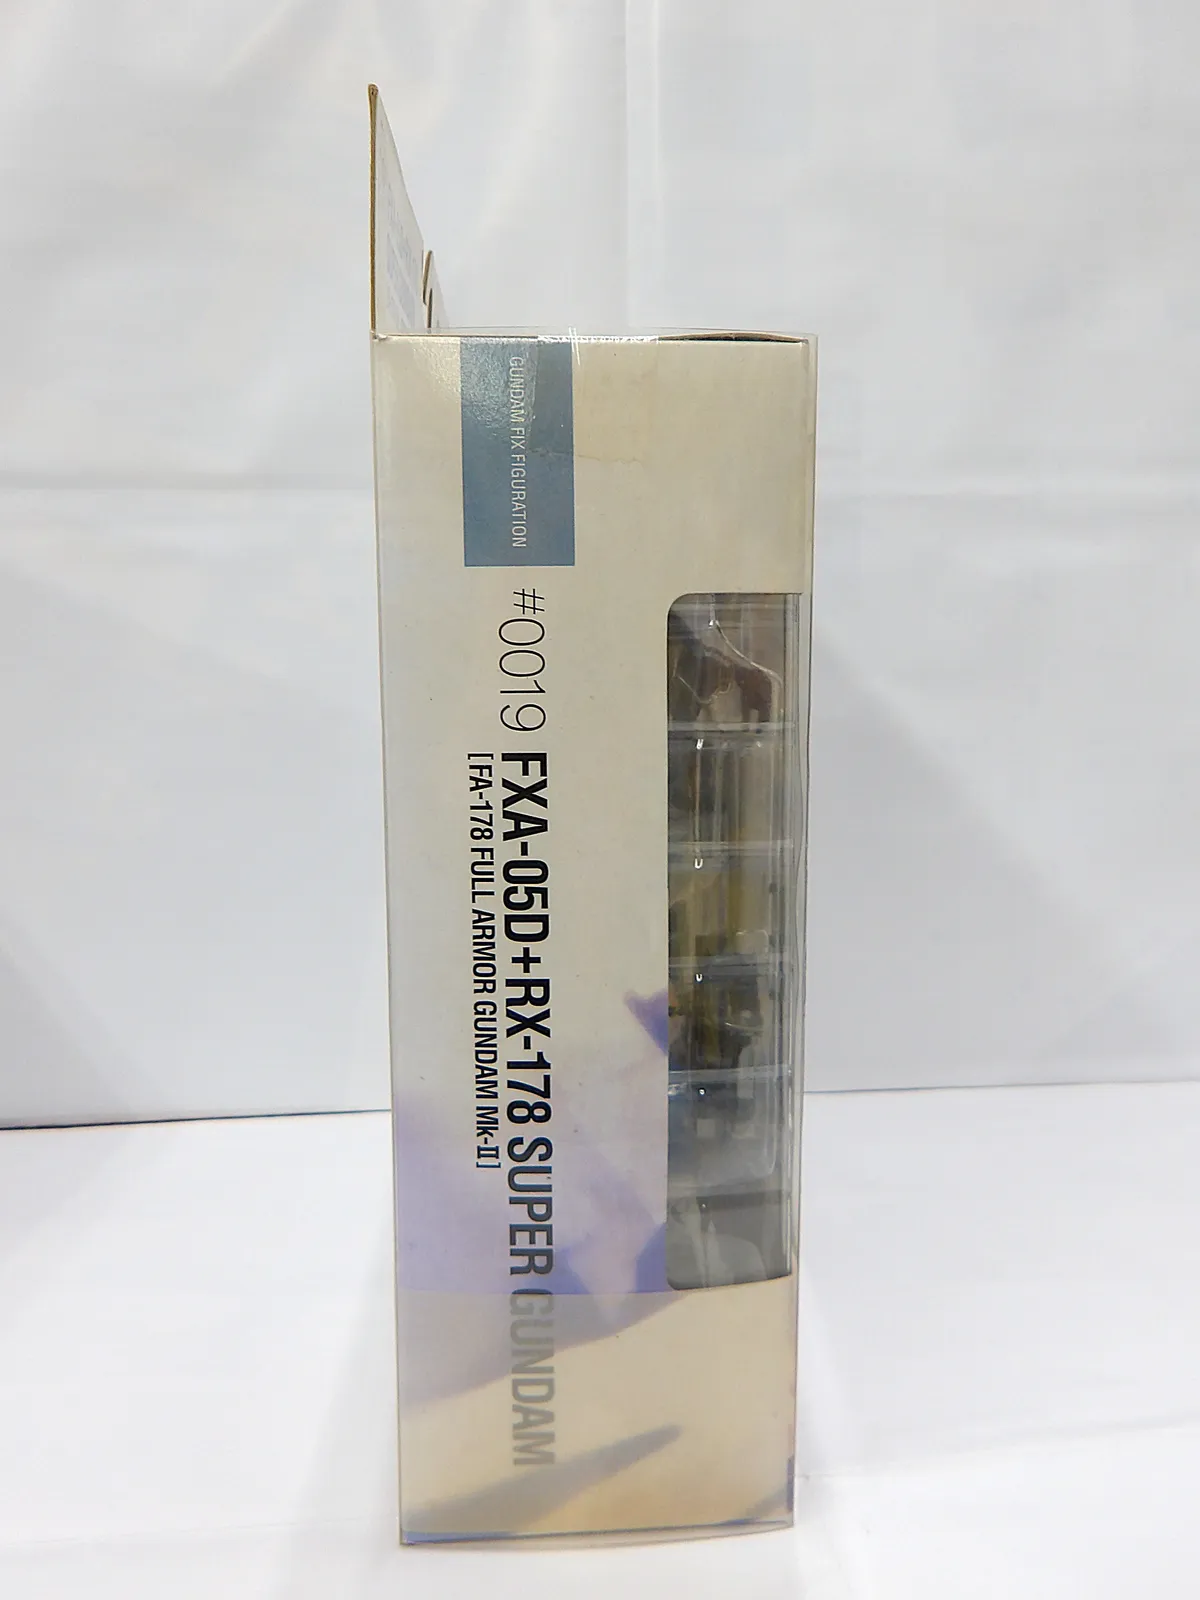 GUNDAM FIX FIGURATION
#0019 FXA-05D+RX-178 SUPER GUNDAM
[FA-178 FULL ARMOR GUNDAM Mk-II]